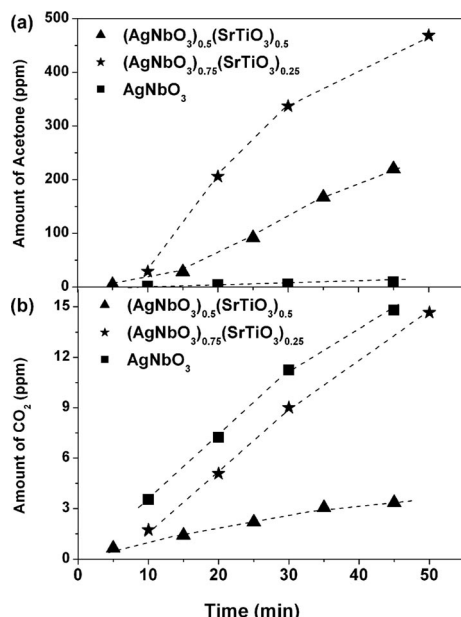 (a)
500
400
300
200
100
0
Amount of Acetone (ppm)
(AgNbO₃)₀.₅(SrTiO₃)₀.₅
(AgNbO₃)₀.₇₅(SrTiO₃)₀.₂₅
AgNbO₃
(b)
15
12
9
6
3
0
Amount of CO₂ (ppm)
(AgNbO₃)₀.₅(SrTiO₃)₀.₅
(AgNbO₃)₀.₇₅(SrTiO₃)₀.₂₅
AgNbO₃
10 20 30 40 50
Time (min)